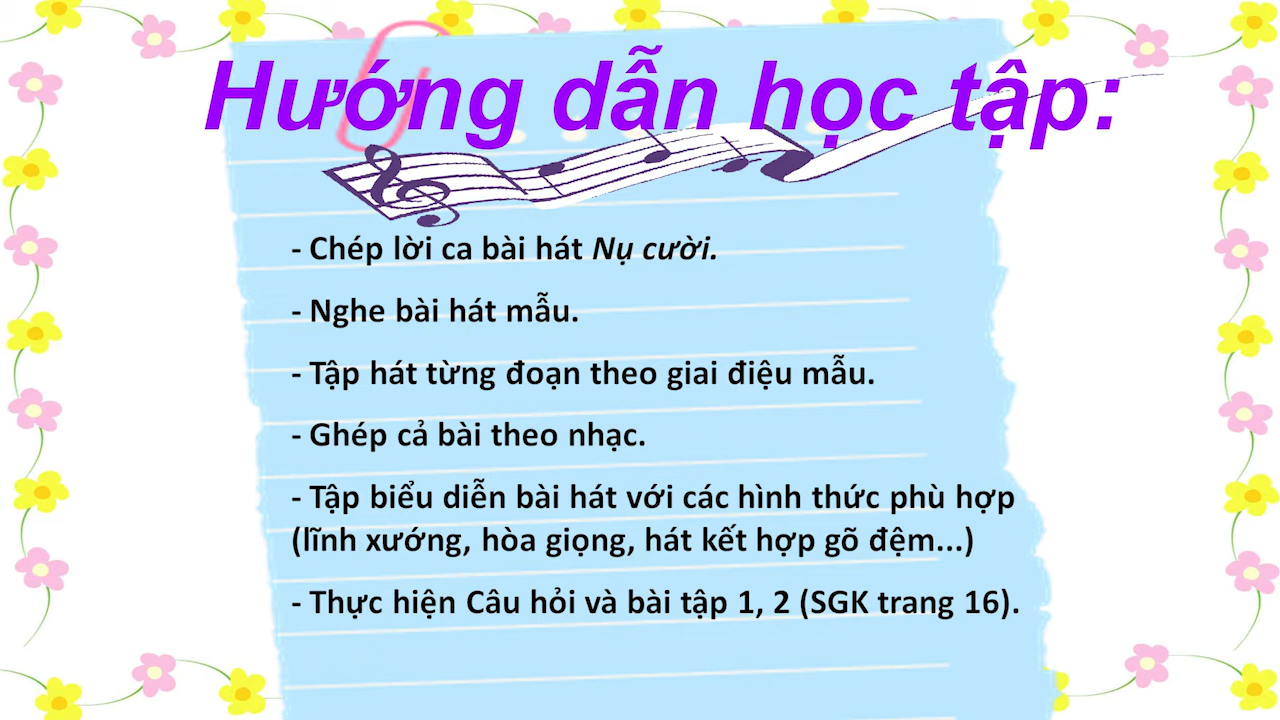 Hướng dẫn học tập:
- Chép lời ca bài hát Nụ cười.
- Nghe bài hát mẫu.
- Tập hát từng đoạn theo giai điệu mẫu.
- Ghép cả bài theo nhạc.
- Tập biểu diễn bài hát với các hình thức phù hợp
(lĩnh xướng, hòa giọng, hát kết hợp gõ đệm...)
- Thực hiện Câu hỏi và bài tập 1, 2 (SGK trang 16).